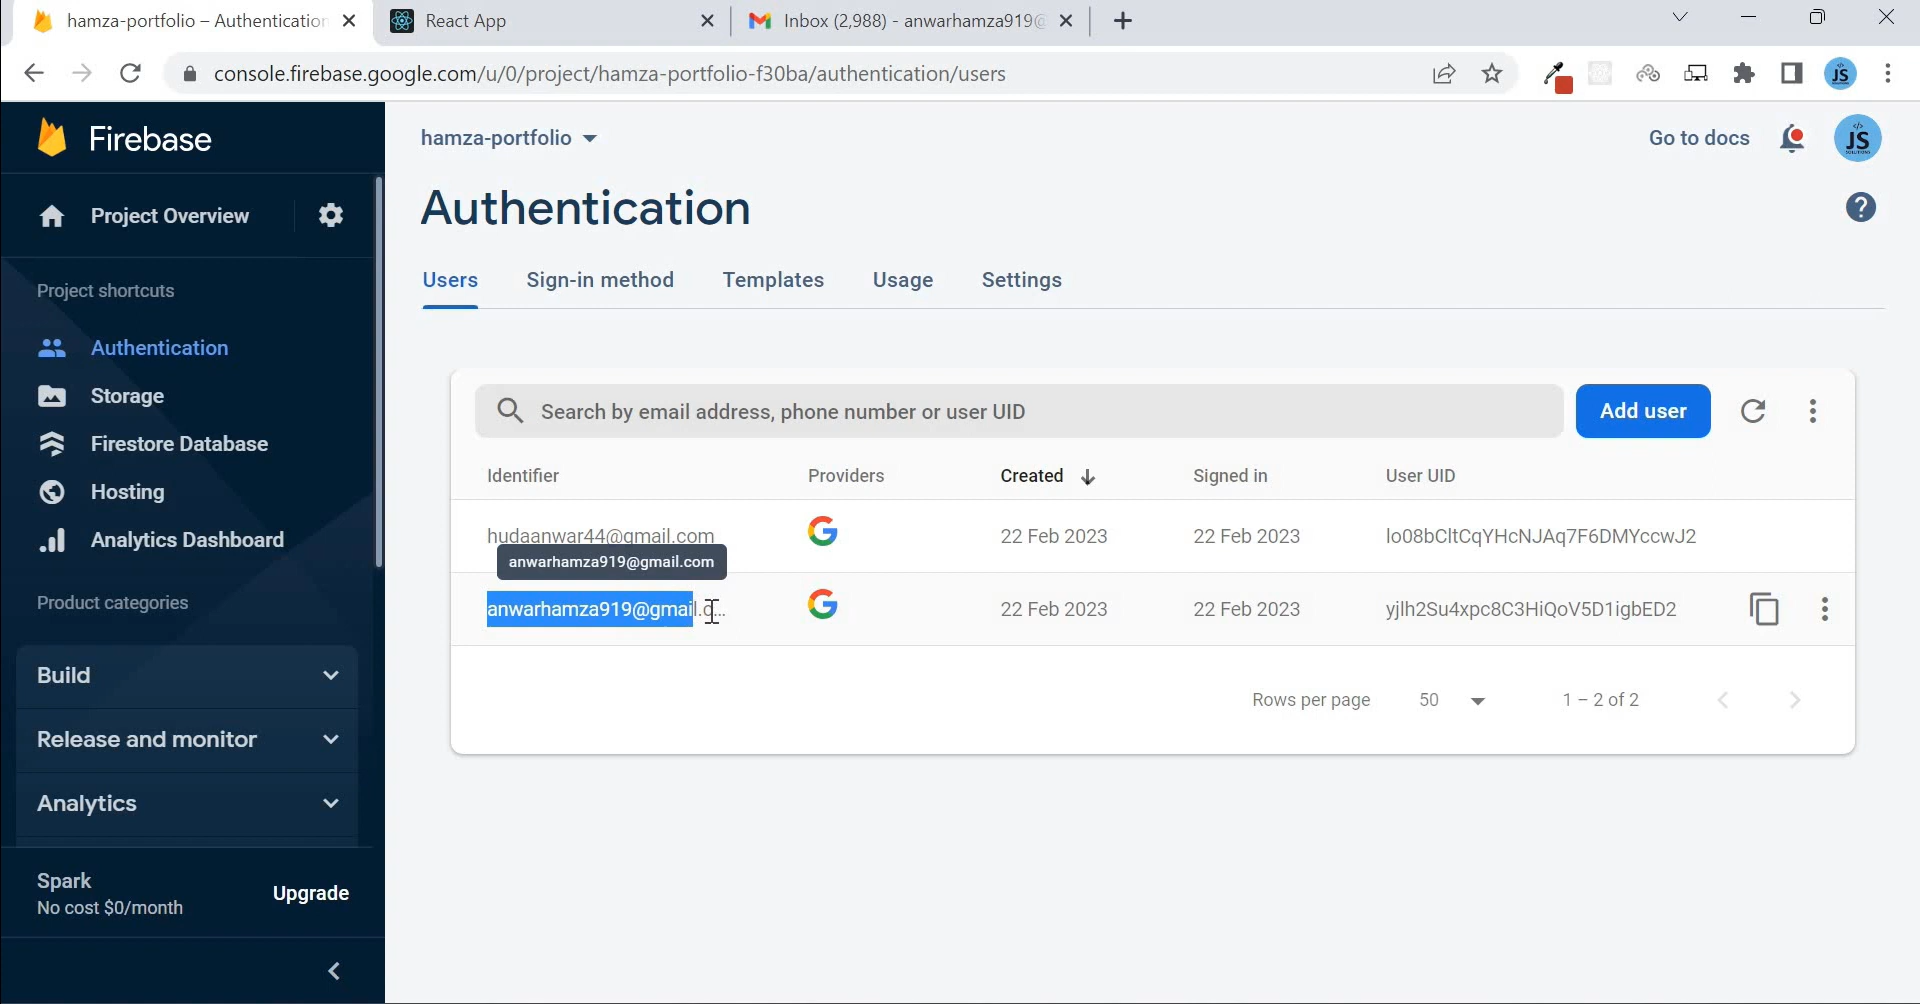 hamza-portfolio – Authentication
React App
Inbox (2,988) - anwarhamza919@
console.firebase.google.com/u/0/project/hamza-portfolio-f30ba/authentication/users
JS
Firebase
hamza-portfolio
Go to docs
JS
Project Overview
Authentication
Users
Sign-in method
Templates
Usage
Settings
Project shortcuts
Authentication
Storage
Firestore Database
Hosting
Analytics Dashboard
Product categories
Build
Release and monitor
Analytics
Spark
No cost $0/month
Upgrade
Search by email address, phone number or user UID
Add user
Identifier Providers Created Signed in User UID
hudaanwar44@gmail.com 22 Feb 2023 22 Feb 2023 lo08bCltCqYHcNJAq7F6DMYccwJ2
anwarhamza919@gmail.com
anwarhamza919@gmail.c... 22 Feb 2023 22 Feb 2023 yjlh2Su4xpc8C3HiQoV5D1igbED2
Rows per page 50 1 – 2 of 2